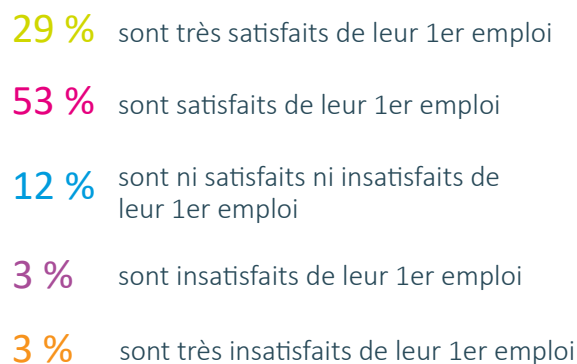 29 % sont très satisfaits de leur 1er emploi
53 % sont satisfaits de leur 1er emploi
12 % sont ni satisfaits ni insatisfaits de
leur 1er emploi
3 % sont insatisfaits de leur 1er emploi
3 % sont très insatisfaits de leur 1er emploi